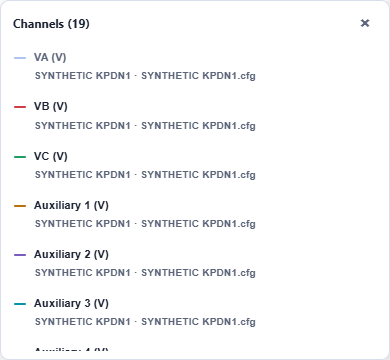 Channels (19)
VA (V)
SYNTHETIC KPDN1 · SYNTHETIC KPDN1.cfg
VB (V)
SYNTHETIC KPDN1 · SYNTHETIC KPDN1.cfg
VC (V)
SYNTHETIC KPDN1 · SYNTHETIC KPDN1.cfg
Auxiliary 1 (V)
SYNTHETIC KPDN1 · SYNTHETIC KPDN1.cfg
Auxiliary 2 (V)
SYNTHETIC KPDN1 · SYNTHETIC KPDN1.cfg
Auxiliary 3 (V)
SYNTHETIC KPDN1 · SYNTHETIC KPDN1.cfg
Auxiliary 4 (V)